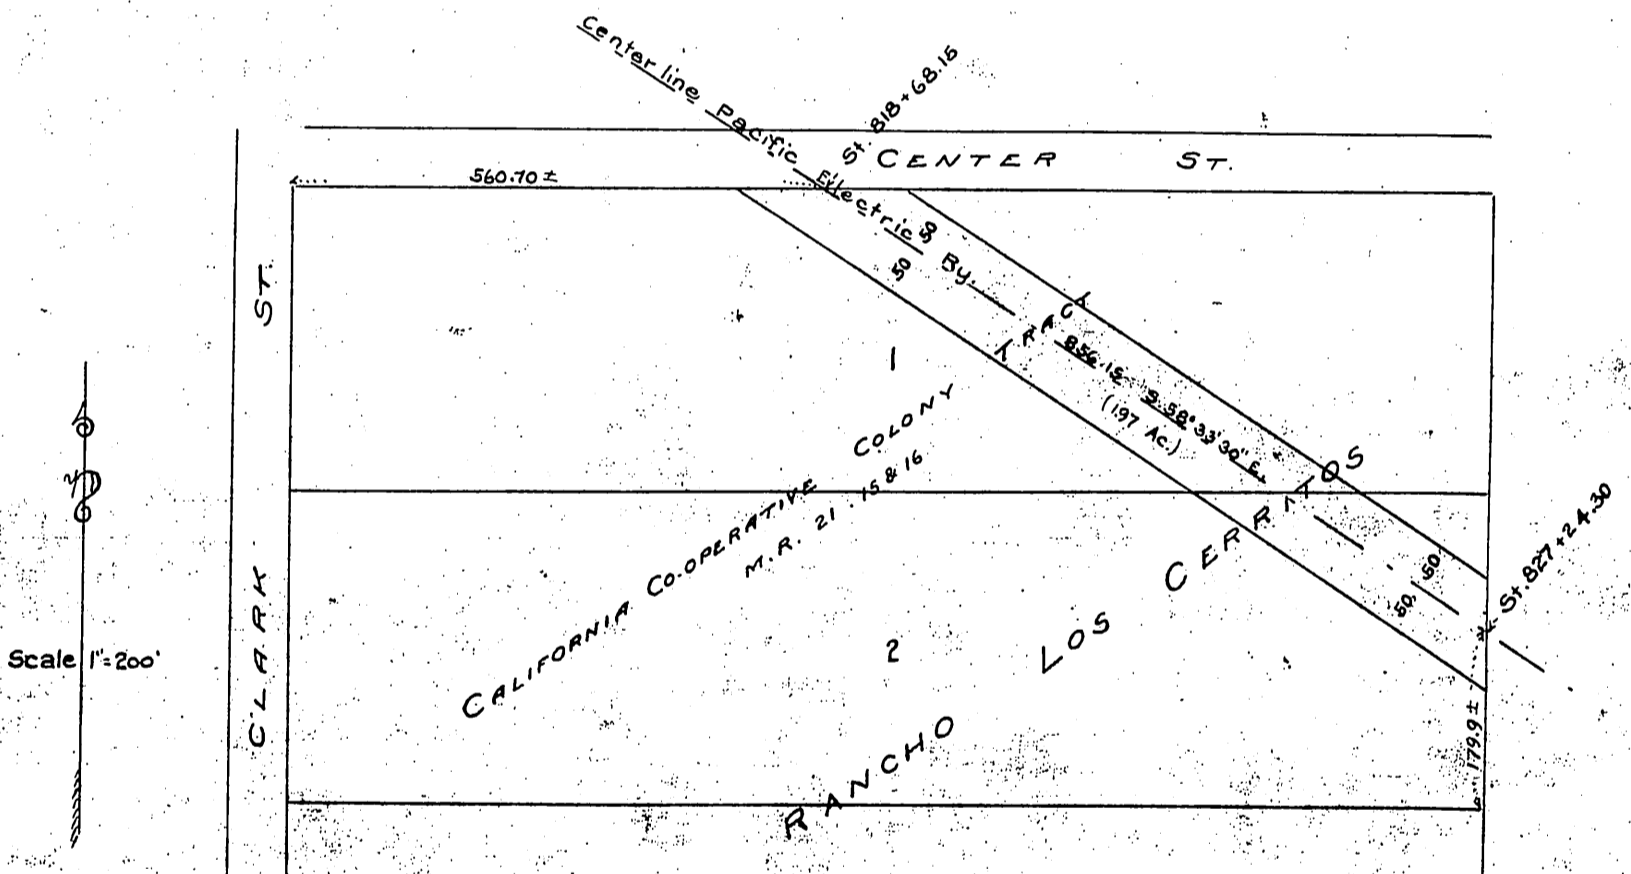 Center line Pacific Electric Ry.
St. 818+68.15
CENTER ST.
560.70 ±
50
50
CLARK ST.
1
TRACT
856.15 S.58°33'30" E.
(1.97 Ac.)
CALIFORNIA CO-OPERATIVE COLONY
M.R. 21. 15 & 16
Scale 1"=200'
2
RANCHO LOS CERRITOS
50
50
St. 827+24.30
179.9 ±